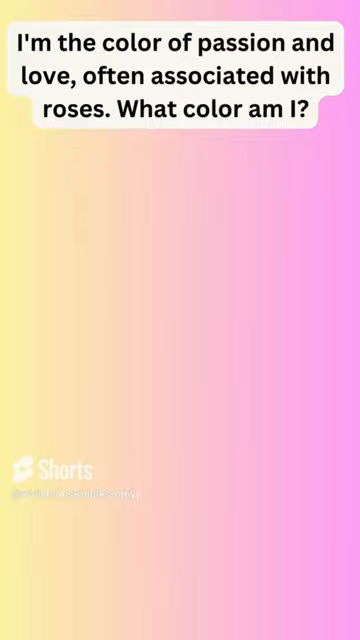 I'm the color of passion and
love, often associated with
roses. What color am I?
Shorts